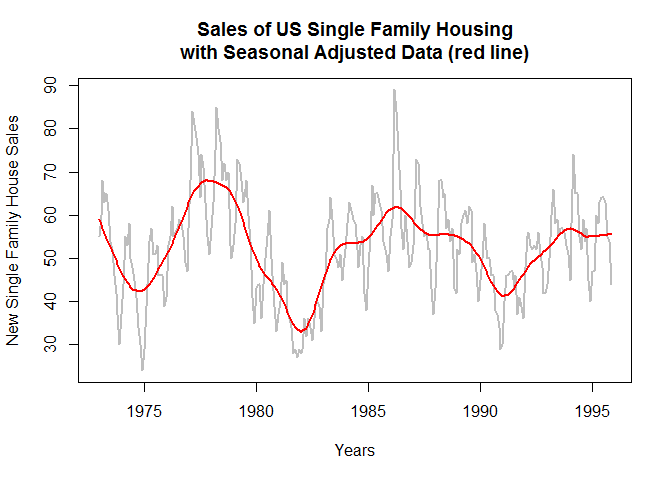 Sales of US Single Family Housing
with Seasonal Adjusted Data (red line)
New Single Family House Sales
90
80
70
60
50
40
30
1975 1980 1985 1990 1995
Years